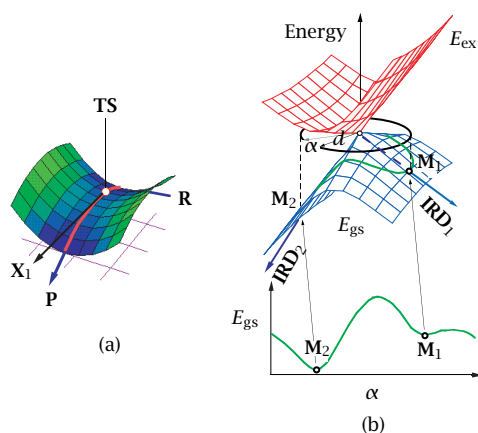 TS
R
X1
P
(a)
Energy
Eex
α
d
M1
M2
Egs
IRD1
IRD2
Egs
M2
M1
α
(b)